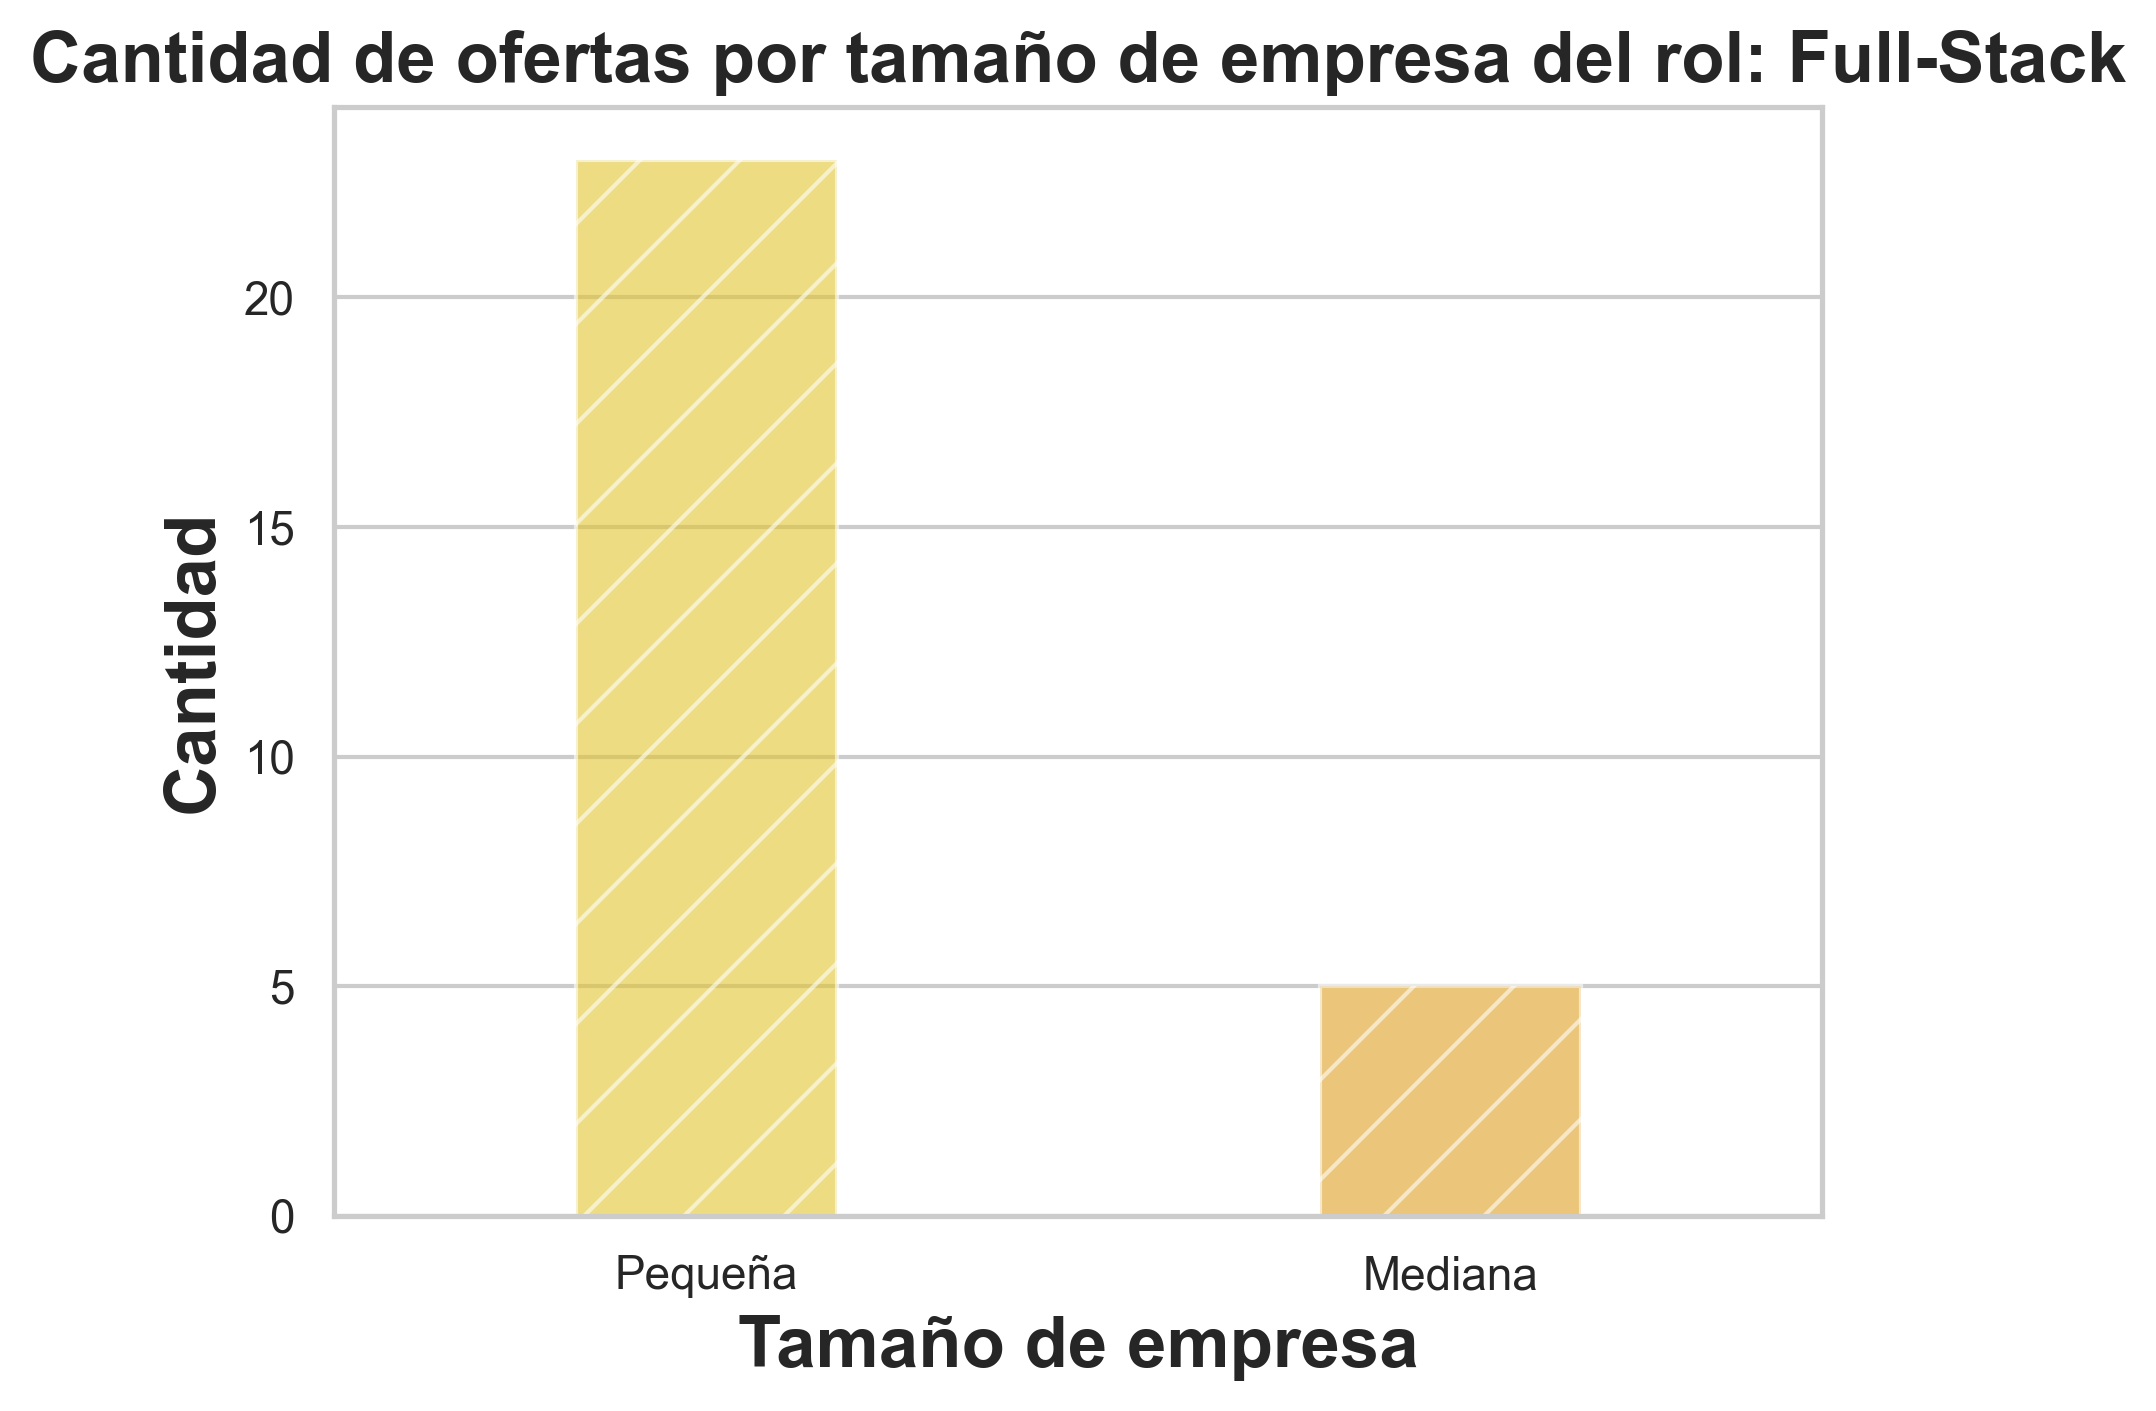 Cantidad de ofertas por tamaño de empresa del rol: Full-Stack
Cantidad
20
15
10
5
0
Pequeña
Mediana
Tamaño de empresa